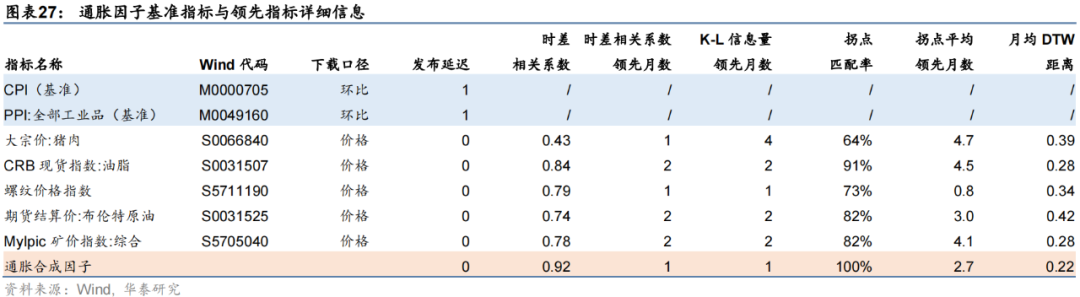 图表27： 通胀因子基准指标与领先指标详细信息
时差 时差相关系数 K-L 信息量 拐点 拐点平均 月均 DTW
指标名称 Wind 代码 下载口径 发布延迟 相关系数 领先月数 领先月数 匹配率 领先月数 距离
CPI（基准） M0000705 环比 1 / / / / / /
PPI:全部工业品（基准） M0049160 环比 1 / / / / / /
大宗价:猪肉 S0066840 价格 0 0.43 1 4 64% 4.7 0.39
CRB 现货指数:油脂 S0031507 价格 0 0.84 2 2 91% 4.5 0.28
螺纹价格指数 S5711190 价格 0 0.79 1 1 73% 0.8 0.34
期货结算价:布伦特原油 S0031525 价格 0 0.74 2 2 82% 3.0 0.42
Mylpic 矿价指数:综合 S5705040 价格 0 0.78 2 2 82% 4.1 0.28
通胀合成因子 0 0.92 1 1 100% 2.7 0.22
资料来源：Wind, 华泰研究